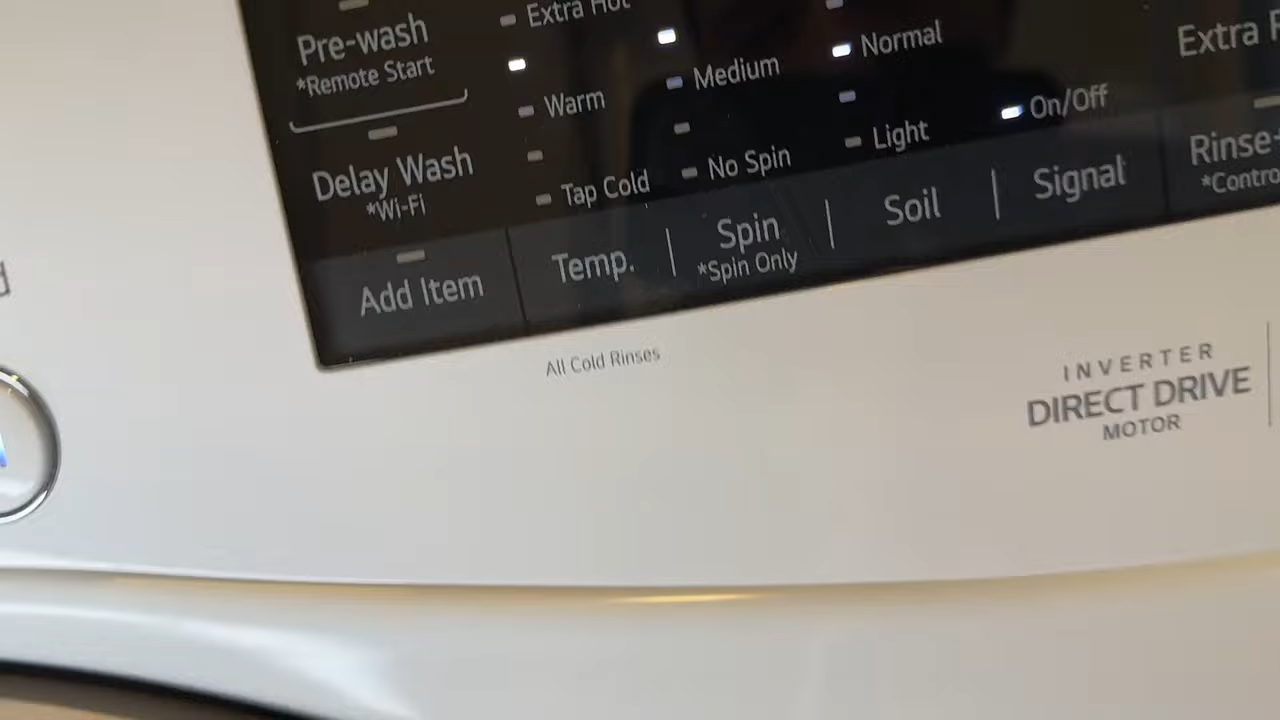 Extra Hot
Pre-wash
*Remote Start
Normal
Medium
Warm
Extra
On/Off
Light
No Spin
Tap Cold
Delay Wash
*Wi-Fi
Rinse+
Signal
Soil
Spin
*Spin Only
Temp.
Add Item
All Cold Rinses
INVERTER
DIRECT DRIVE
MOTOR